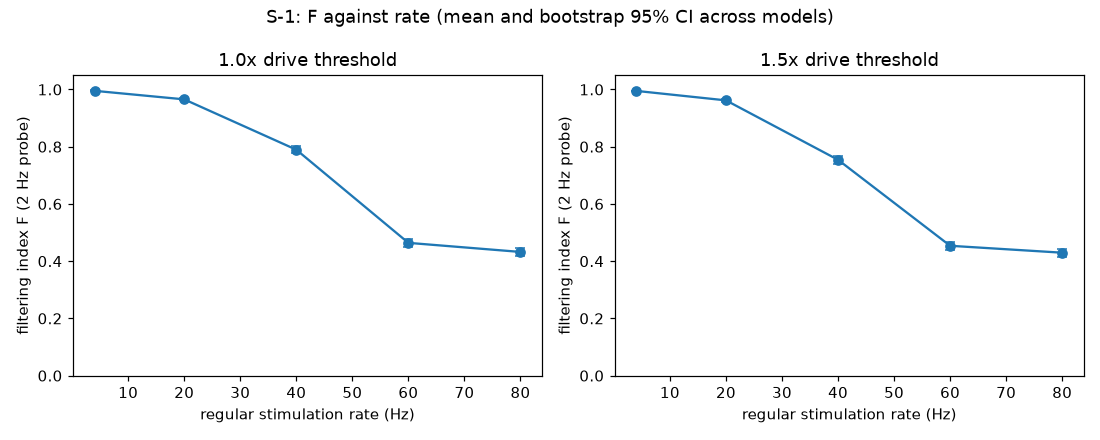 S-1: F against rate (mean and bootstrap 95% CI across models)
1.0x drive threshold
filtering index F (2 Hz probe)
1.0
0.8
0.6
0.4
0.2
0.0
10 20 30 40 50 60 70 80
regular stimulation rate (Hz)
1.5x drive threshold
filtering index F (2 Hz probe)
1.0
0.8
0.6
0.4
0.2
0.0
10 20 30 40 50 60 70 80
regular stimulation rate (Hz)